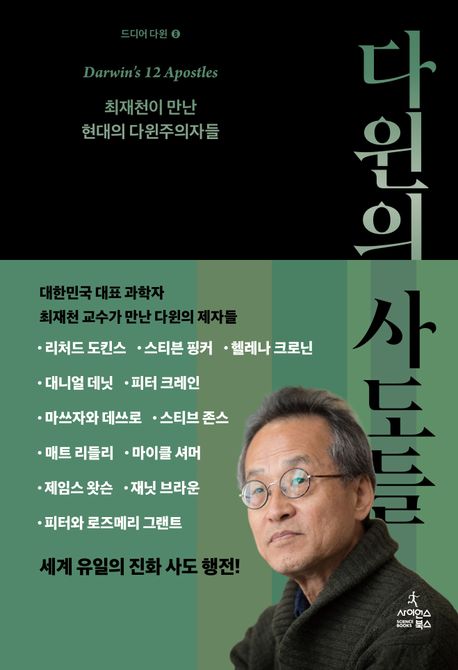 드디어 다윈 6
Darwin's 12 Apostles
최재천이 만난
현대의 다윈주의자들
다윈의 사도들
대한민국 대표 과학자
최재천 교수가 만난 다윈의 제자들
• 리처드 도킨스 • 스티븐 핑커 • 헬레나 크로닌
• 대니얼 데닛 • 피터 크레인
• 마쓰자와 데쓰로 • 스티브 존스
• 매트 리들리 • 마이클 셔머
• 제임스 왓슨 • 재닛 브라운
• 피터와 로즈메리 그랜트
세계 유일의 진화 사도 행전!
사이언스
SCIENCE BOOKS 북스